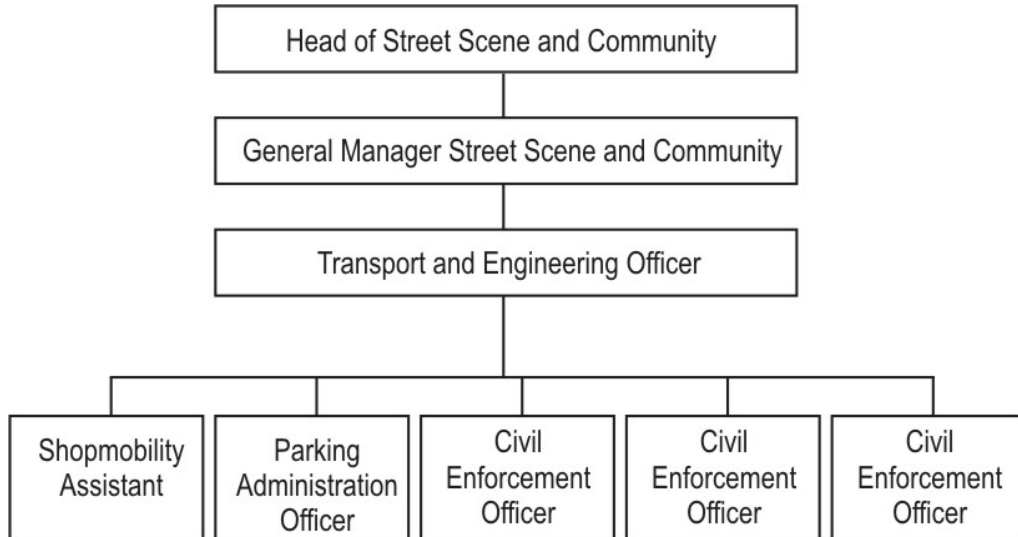 Head of Street Scene and Community
General Manager Street Scene and Community
Transport and Engineering Officer
Shopmobility
Assistant
Parking
Administration
Officer
Civil
Enforcement
Officer
Civil
Enforcement
Officer
Civil
Enforcement
Officer